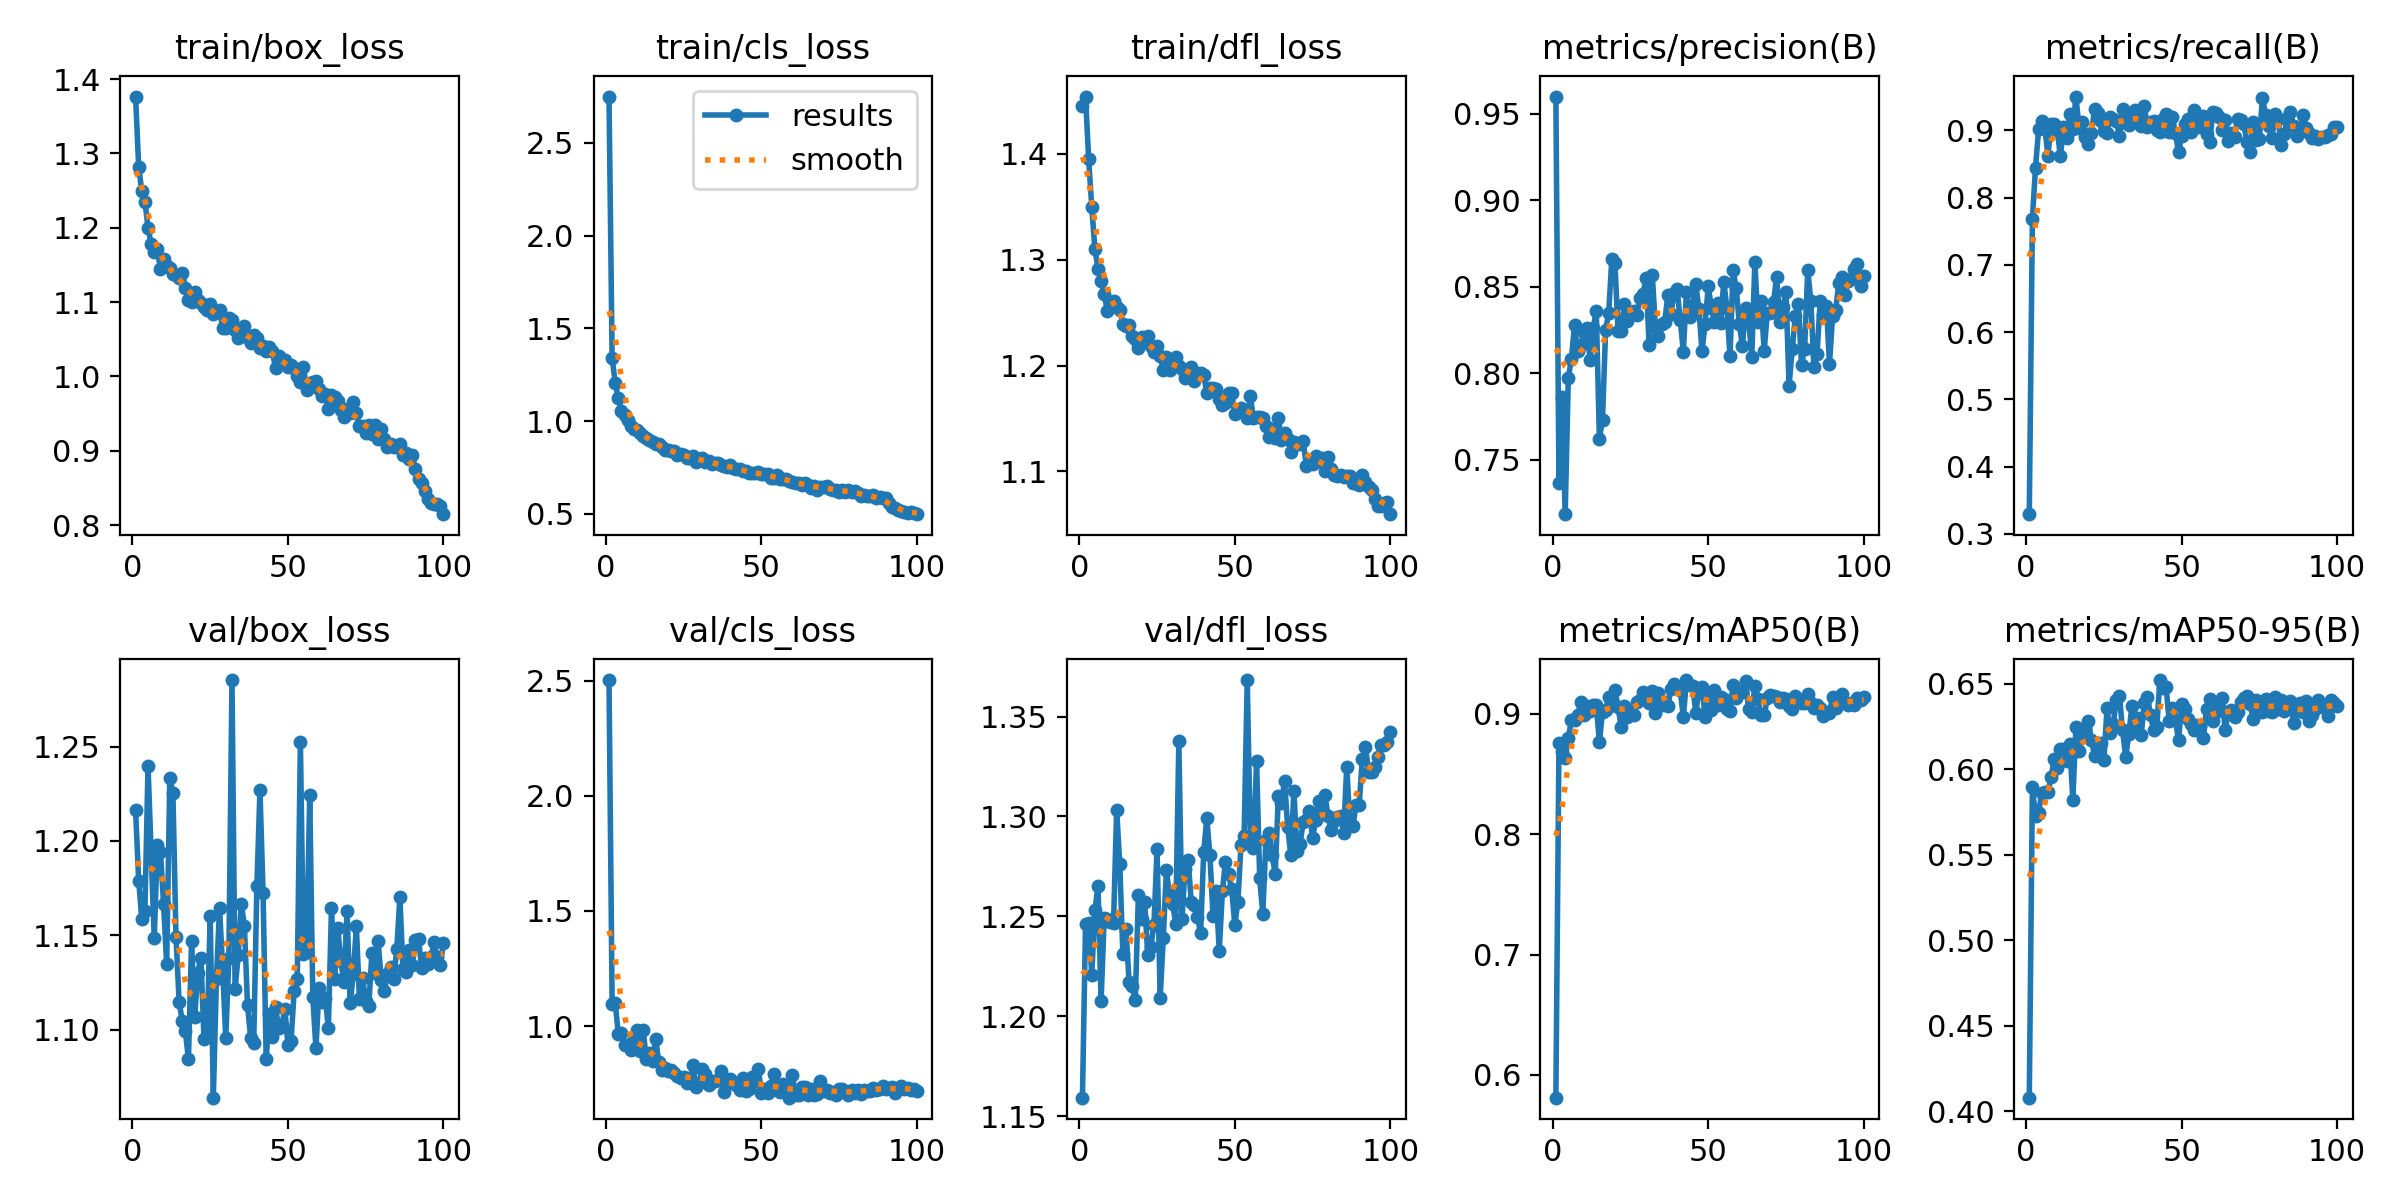 train/box_loss
1.4
1.3
1.2
1.1
1.0
0.9
0.8
0 50 100
train/cls_loss
results
smooth
2.5
2.0
1.5
1.0
0.5
0 50 100
train/dfl_loss
1.4
1.3
1.2
1.1
0 50 100
metrics/precision(B)
0.95
0.90
0.85
0.80
0.75
0 50 100
metrics/recall(B)
0.9
0.8
0.7
0.6
0.5
0.4
0.3
0 50 100
val/box_loss
1.25
1.20
1.15
1.10
0 50 100
val/cls_loss
2.5
2.0
1.5
1.0
0 50 100
val/dfl_loss
1.35
1.30
1.25
1.20
1.15
0 50 100
metrics/mAP50(B)
0.9
0.8
0.7
0.6
0 50 100
metrics/mAP50-95(B)
0.65
0.60
0.55
0.50
0.45
0.40
0 50 100